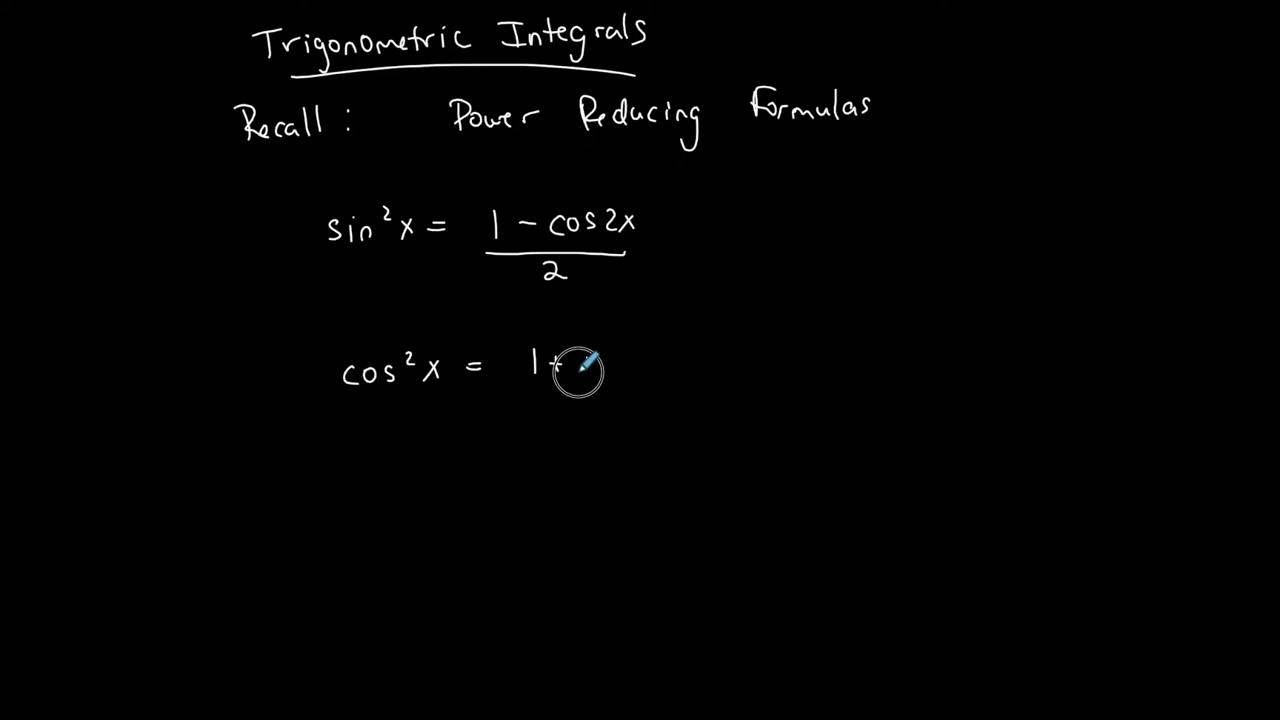 Trigonometric Integrals
Recall: Power Reducing Formulas
sin²x = 1 - cos2x
2
cos²x = 1+